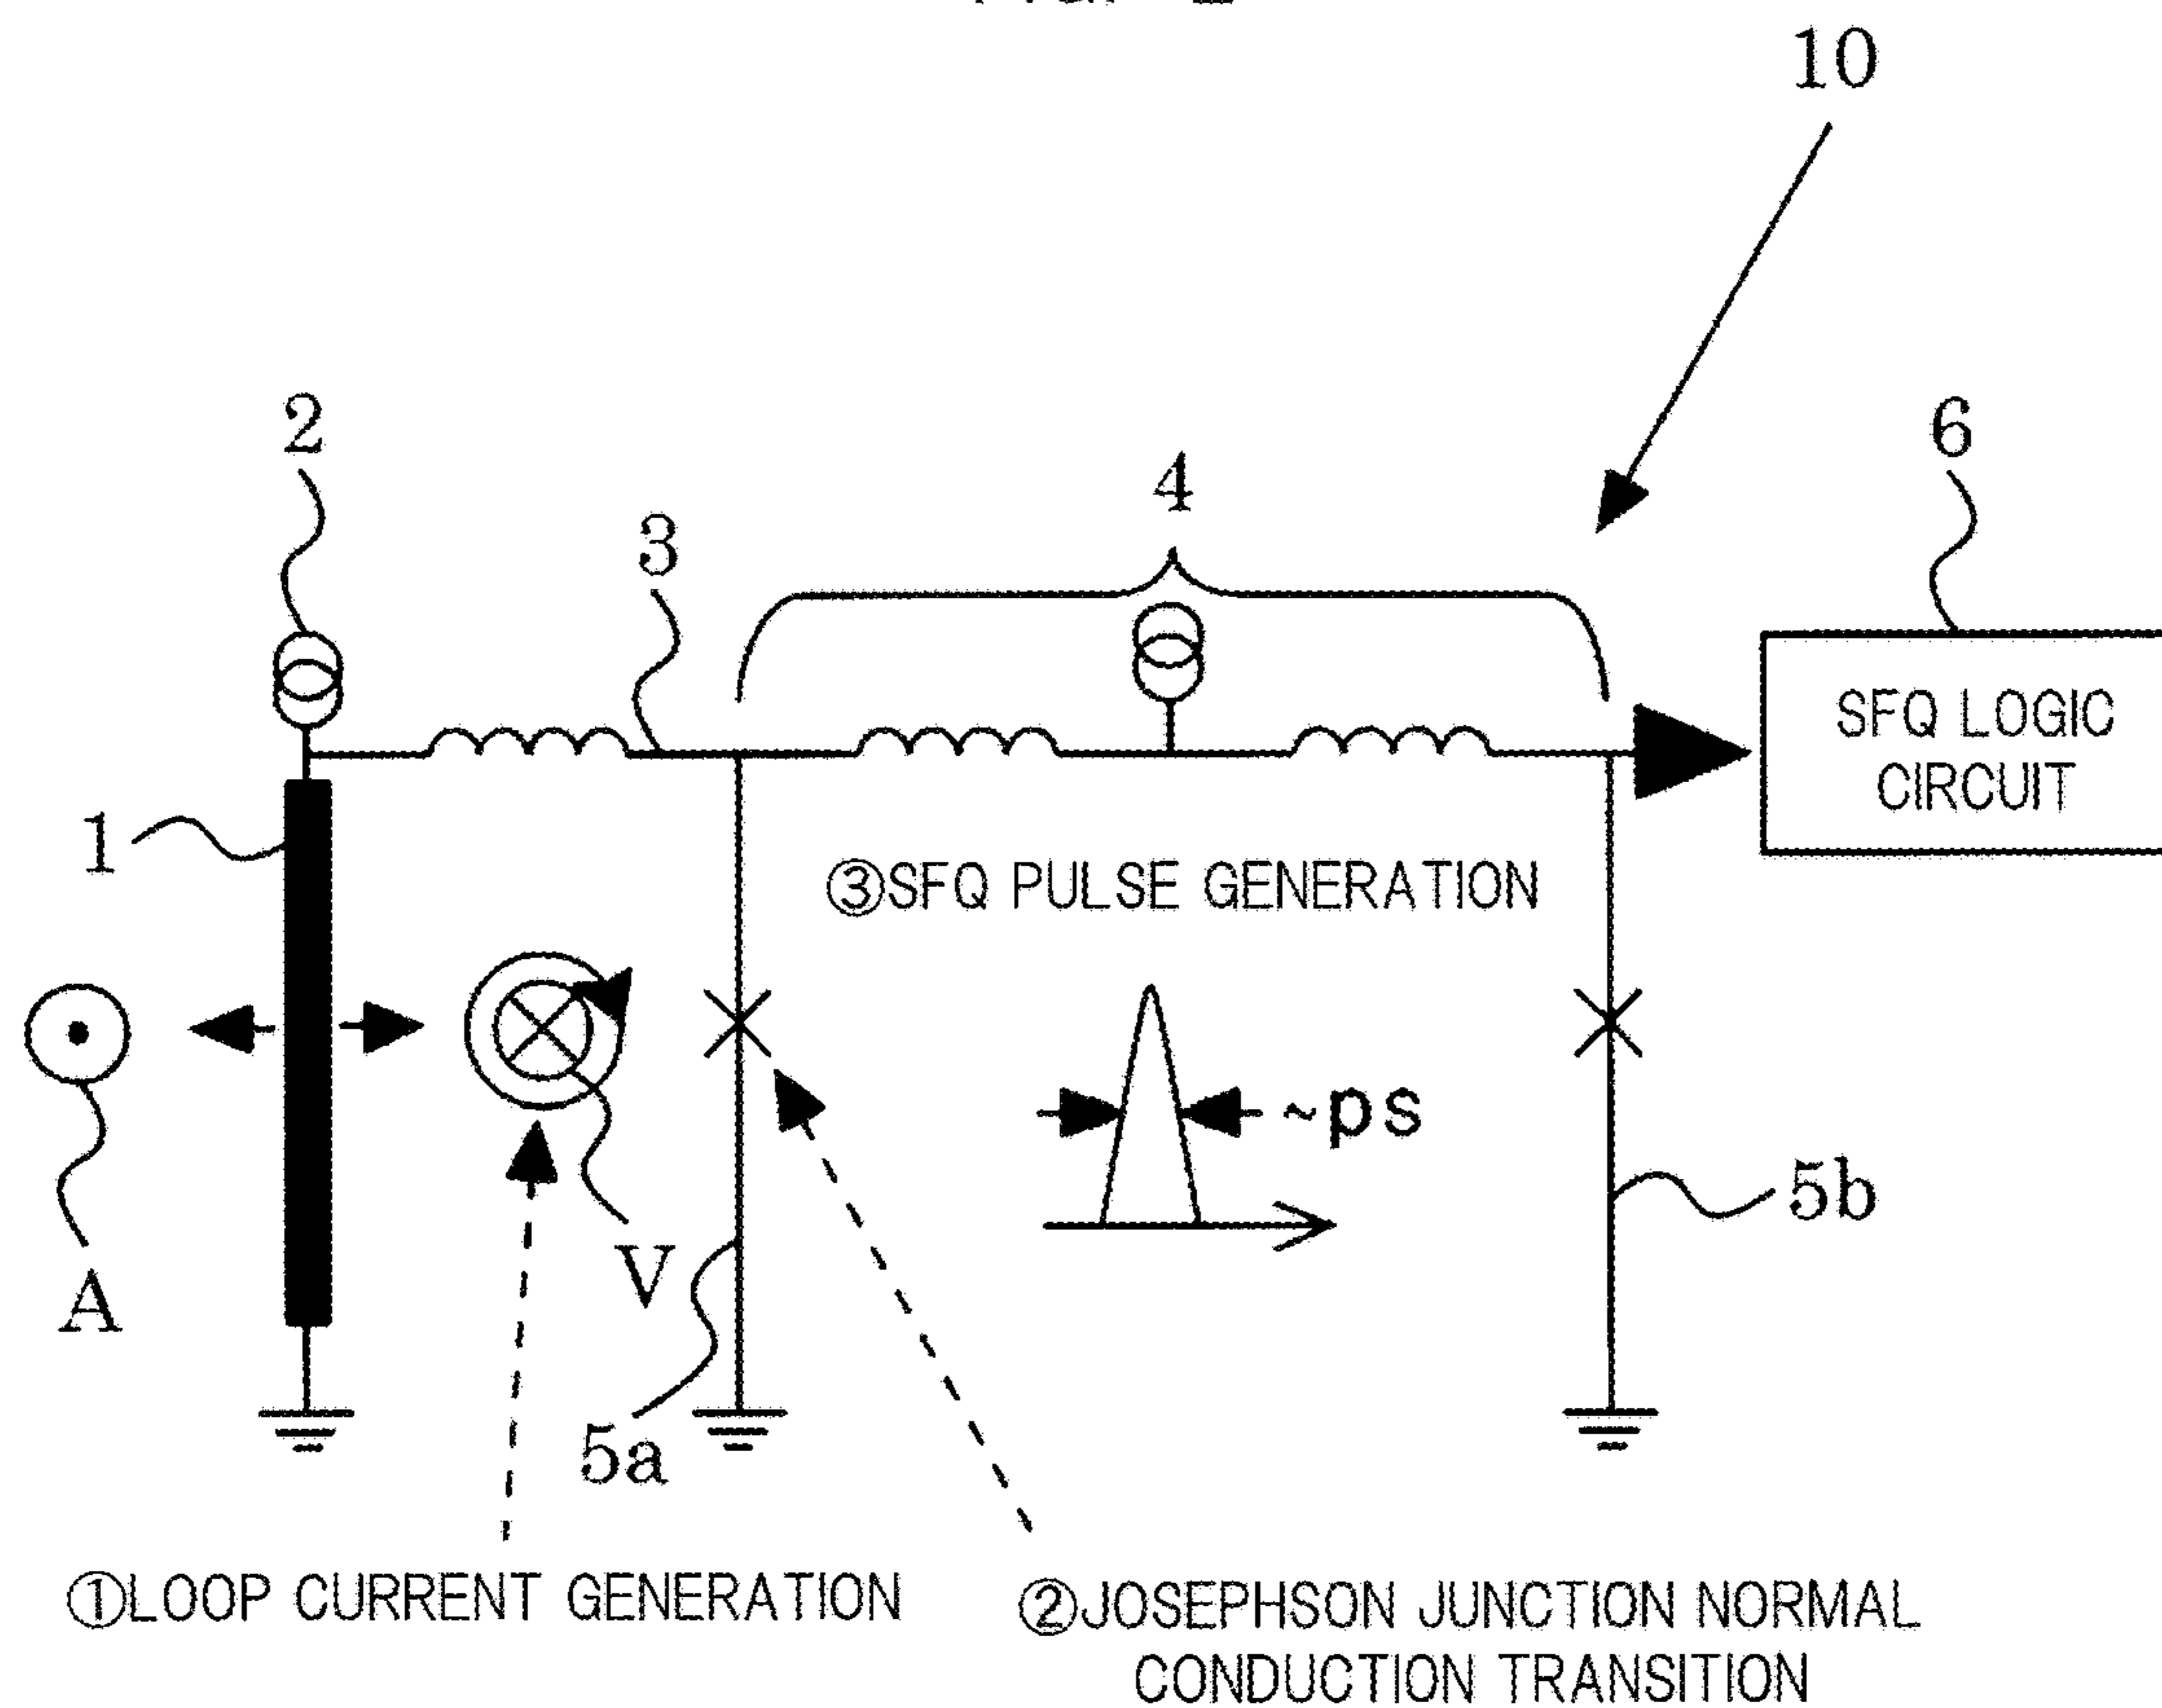 10
2
4
6
3
SFQ LOGIC
CIRCUIT
1
③SFQ PULSE GENERATION
~ps
5b
V
A
5a
①LOOP CURRENT GENERATION
②JOSEPHSON JUNCTION NORMAL
CONDUCTION TRANSITION